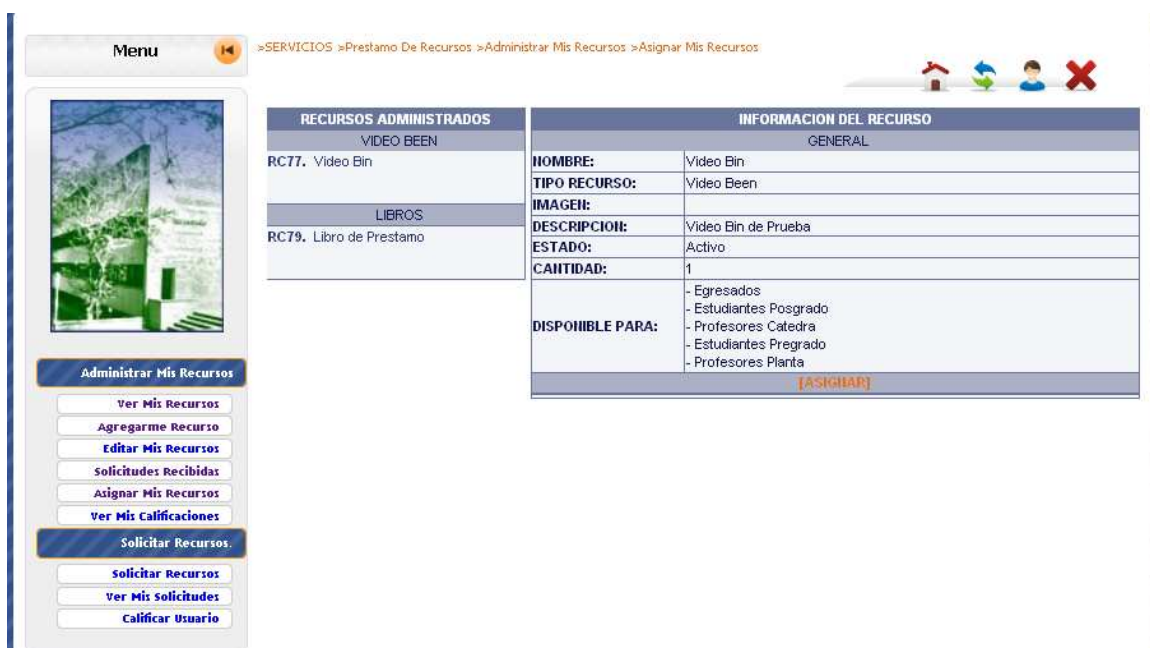 Menu
>SERVICIOS >Prestamo De Recursos >Administrar Mis Recursos >Asignar Mis Recursos
RECURSOS ADMINISTRADOS
VIDEO BEEN
RC77. Video Bin
LIBROS
RC79. Libro de Prestamo
INFORMACION DEL RECURSO
GENERAL
NOMBRE: Video Bin
TIPO RECURSO: Video Been
IMAGEN:
DESCRIPCION: Video Bin de Prueba
ESTADO: Activo
CANTIDAD: 1
DISPONIBLE PARA:
- Egresados
- Estudiantes Posgrado
- Profesores Catedra
- Estudiantes Pregrado
- Profesores Planta
[ASIGNAR]
Administrar Mis Recursos
Ver Mis Recursos
Agregarme Recurso
Editar Mis Recursos
Solicitudes Recibidas
Asignar Mis Recursos
Ver Mis Calificaciones
Solicitar Recursos.
Solicitar Recursos
Ver Mis Solicitudes
Calificar Usuario